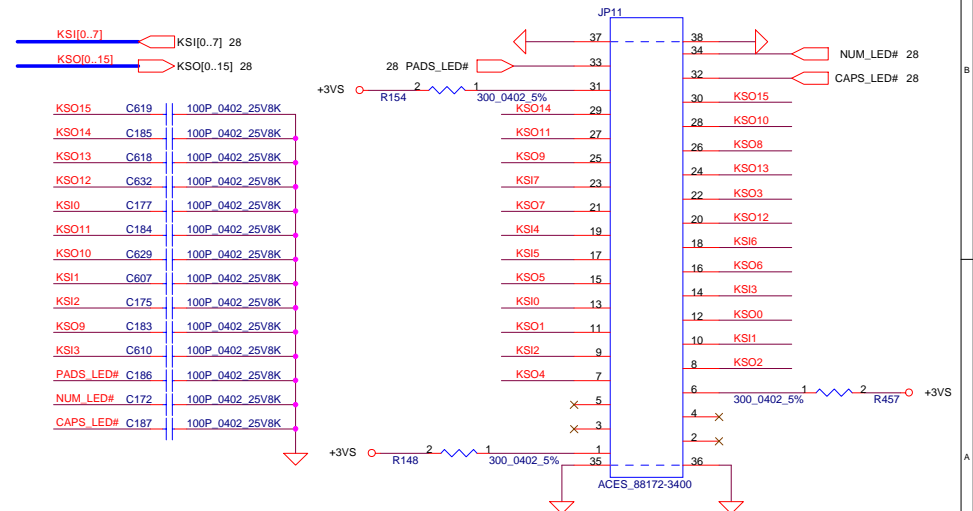 KSI[0..7]
KSI[0..7] 28
KSO[0..15]
KSO[0..15] 28
KSO15 C619 100P_0402_25V8K
KSO14 C185 100P_0402_25V8K
KSO13 C618 100P_0402_25V8K
KSO12 C632 100P_0402_25V8K
KSI0 C177 100P_0402_25V8K
KSO11 C184 100P_0402_25V8K
KSO10 C629 100P_0402_25V8K
KSI1 C607 100P_0402_25V8K
KSI2 C175 100P_0402_25V8K
KSO9 C183 100P_0402_25V8K
KSI3 C610 100P_0402_25V8K
PADS_LED# C186 100P_0402_25V8K
NUM_LED# C172 100P_0402_25V8K
CAPS_LED# C187 100P_0402_25V8K
JP11
37 38
34 NUM_LED# 28
28 PADS_LED# 33
32 CAPS_LED# 28
+3VS R154 2 1 300_0402_5% 31
30 KSO15
KSO14 29
28 KSO10
KSO11 27
26 KSO8
KSO9 25
24 KSO13
KSI7 23
22 KSO3
KSO7 21
20 KSO12
KSI4 19
18 KSI6
KSI5 17
16 KSO6
KSO5 15
14 KSI3
KSI0 13
12 KSO0
KSO1 11
10 KSI1
KSI2 9
8 KSO2
KSO4 7
6 300_0402_5% 1 2 R457 +3VS
5
4
3
2
+3VS R148 2 1 300_0402_5% 1
35 36
ACES_88172-3400
B
A